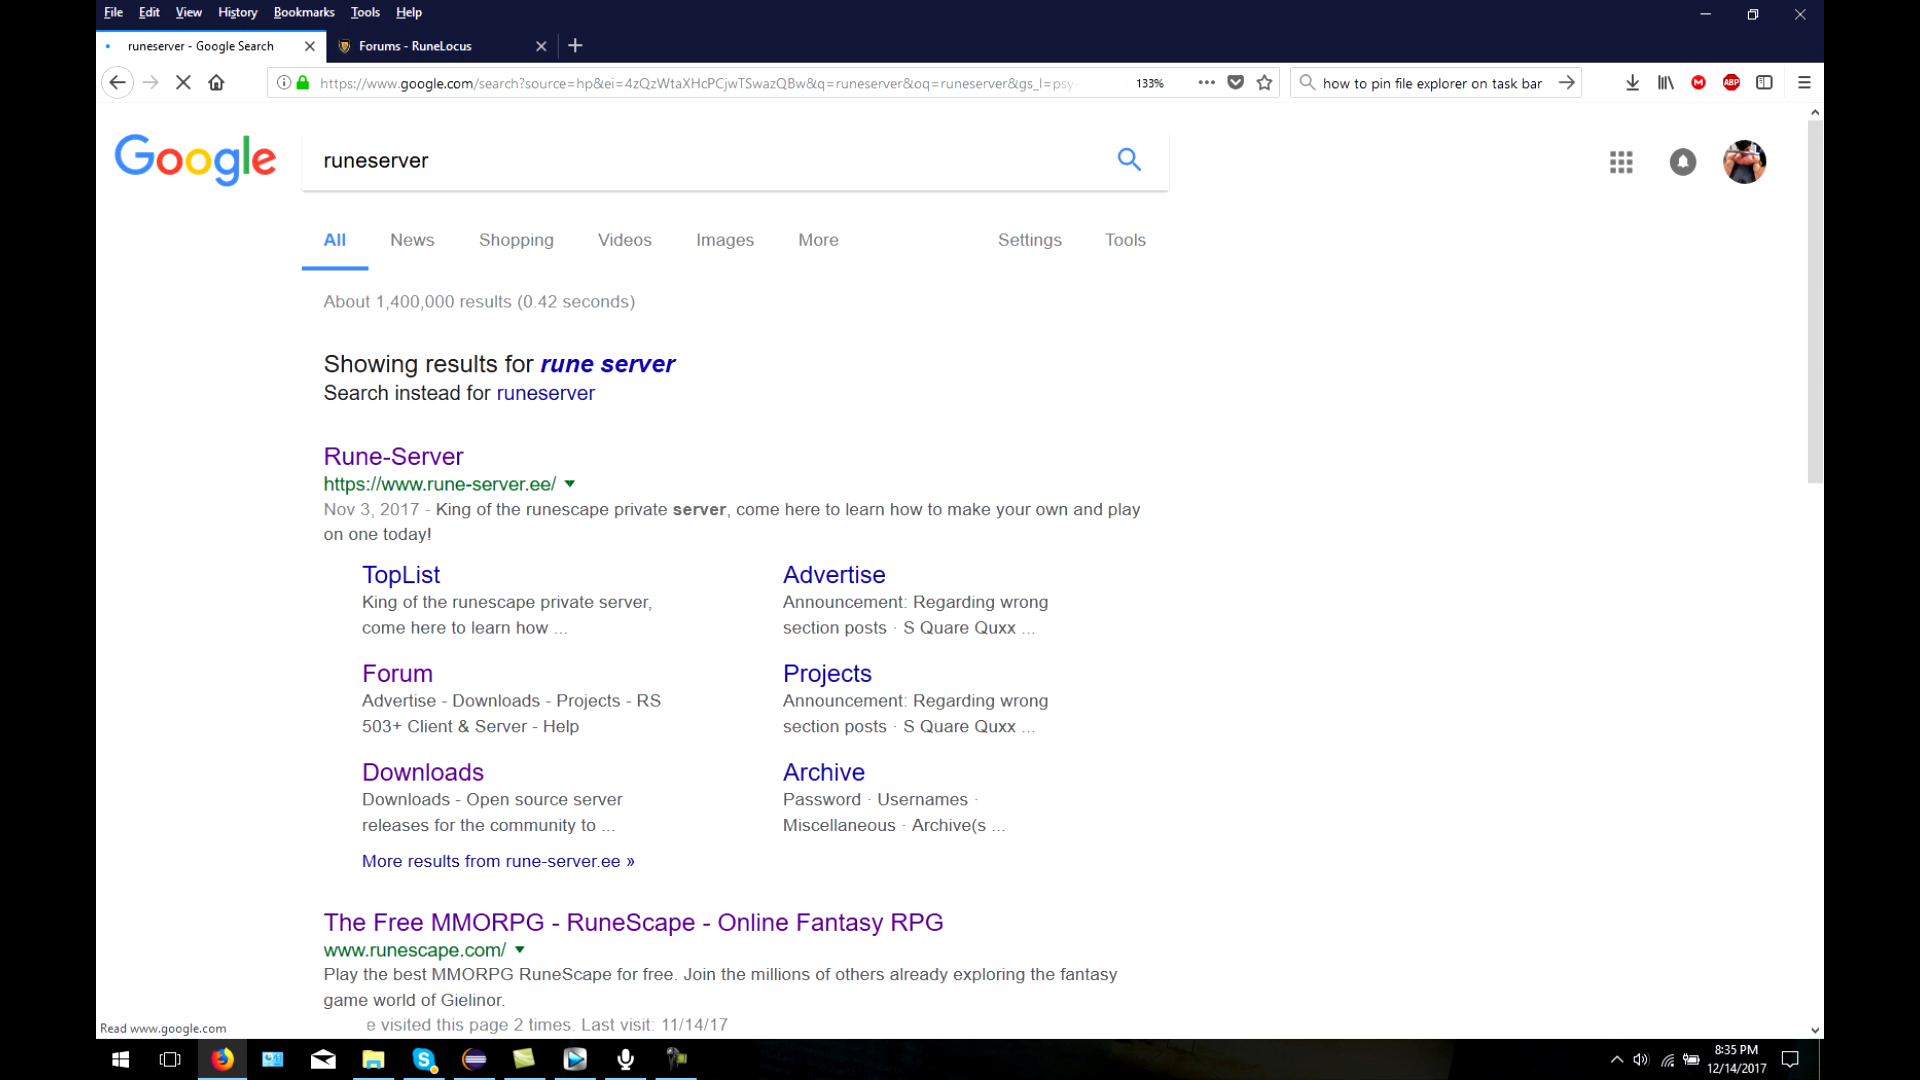 File Edit View History Bookmarks Tools Help
runeserver - Google Search
Forums - RuneLocus
https://www.google.com/search?source=hp&ei=4zQzWtaXHcPCjwTSwazQBw&q=runeserver&oq=runeserver&gs_l=psy
133%
how to pin file explorer on task bar
M
ABP
Google
runeserver
All News Shopping Videos Images More Settings Tools
About 1,400,000 results (0.42 seconds)
Showing results for rune server
Search instead for runeserver
Rune-Server
https://www.rune-server.ee/
Nov 3, 2017 - King of the runescape private server, come here to learn how to make your own and play
on one today!
TopList
King of the runescape private server,
come here to learn how ...
Advertise
Announcement: Regarding wrong
section posts · S Quare Quxx ...
Forum
Advertise - Downloads - Projects - RS
503+ Client & Server - Help
Projects
Announcement: Regarding wrong
section posts · S Quare Quxx ...
Downloads
Downloads - Open source server
releases for the community to ...
Archive
Password · Usernames ·
Miscellaneous · Archive(s ...
More results from rune-server.ee »
The Free MMORPG - RuneScape - Online Fantasy RPG
www.runescape.com/
Play the best MMORPG RuneScape for free. Join the millions of others already exploring the fantasy
game world of Gielinor.
e visited this page 2 times. Last visit: 11/14/17
Read www.google.com
8:35 PM
12/14/2017